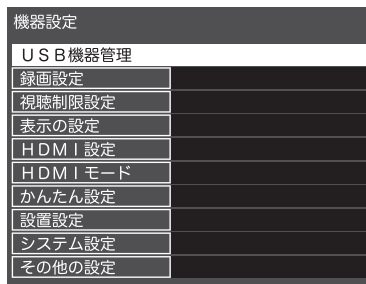 機器設定
ＵＳＢ機器管理
録画設定
視聴制限設定
表示の設定
ＨＤＭＩ設定
ＨＤＭＩモード
かんたん設定
設置設定
システム設定
その他の設定